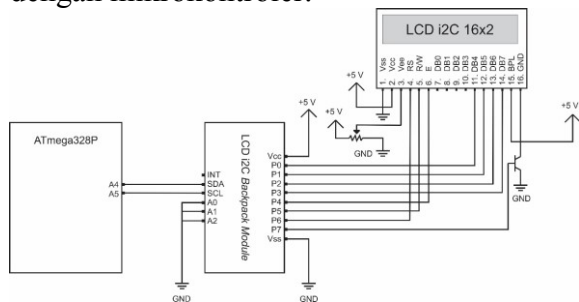 dengan mikrokontroler.
LCD i2C 16x2
1. Vss
2. Vcc
3. Vee
4. RS
5. R/W
6. E
7. DB0
8. DB1
9. DB2
10. DB3
11. DB4
12. DB5
13. DB6
14. DB7
15. BPL
16. GND
+5 V
+5 V
+5 V
+5 V
GND
GND
ATmega328P
A4
A5
LCD i2C Backpack Module
INT
SDA
SCL
A0
A1
A2
Vcc
P0
P1
P2
P3
P4
P5
P6
P7
Vss
GND
GND